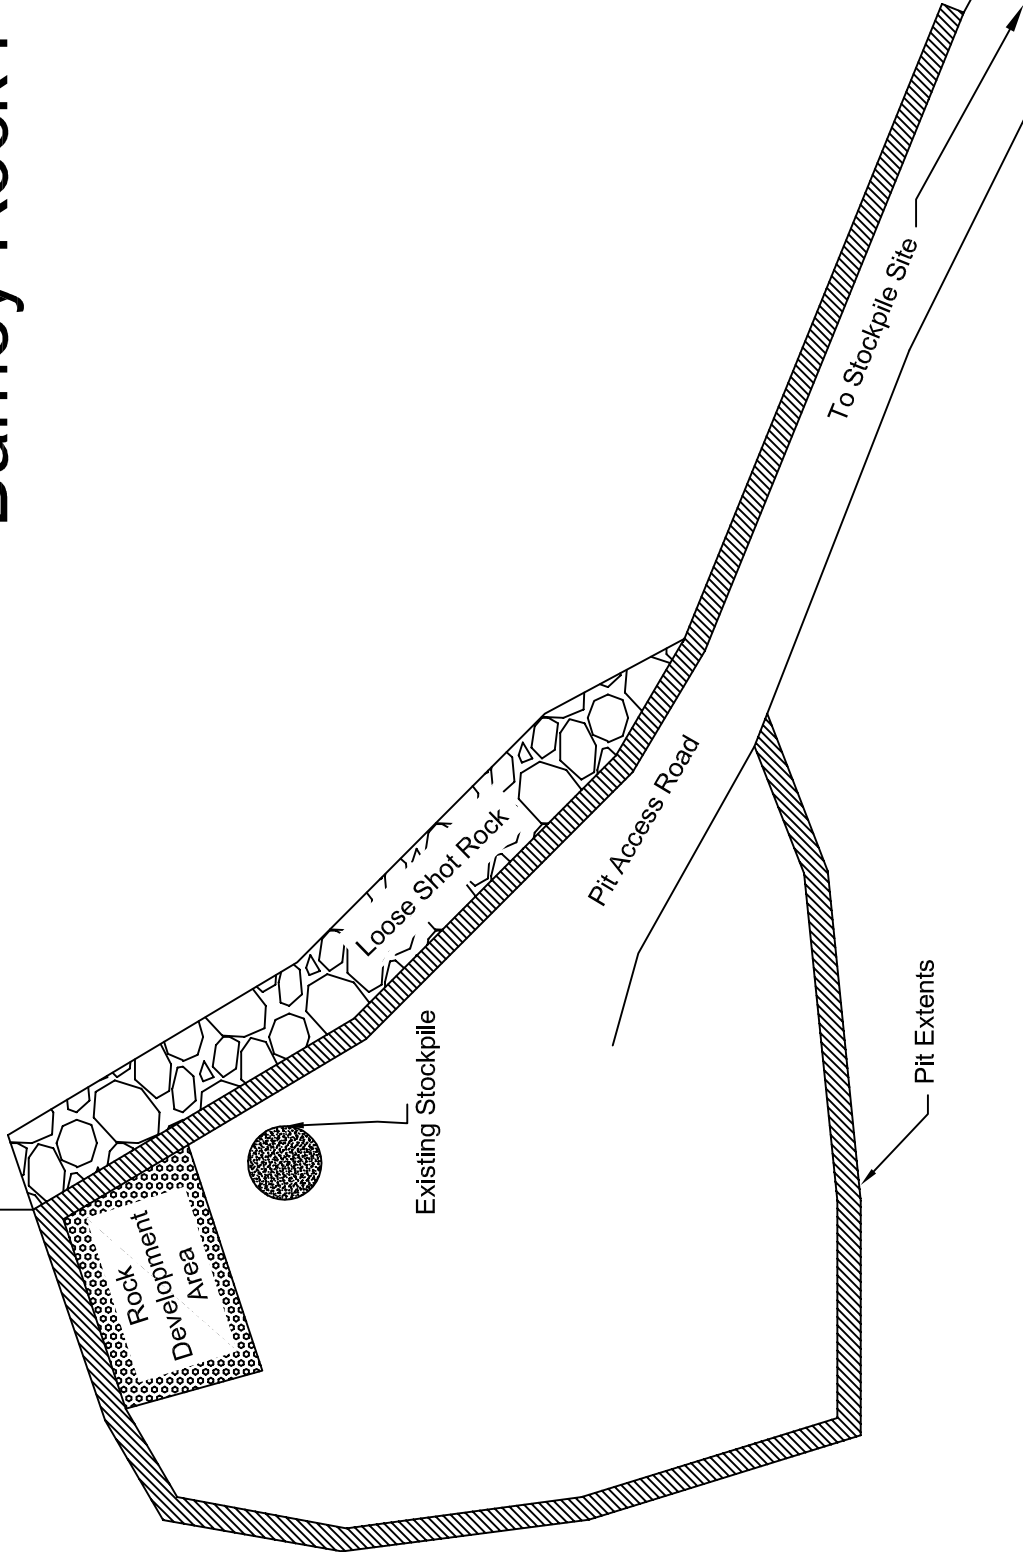 To Stockpile Site
Pit Access Road
Loose Shot Rock
Existing Stockpile
Pit Extents
Rock
Development
Area